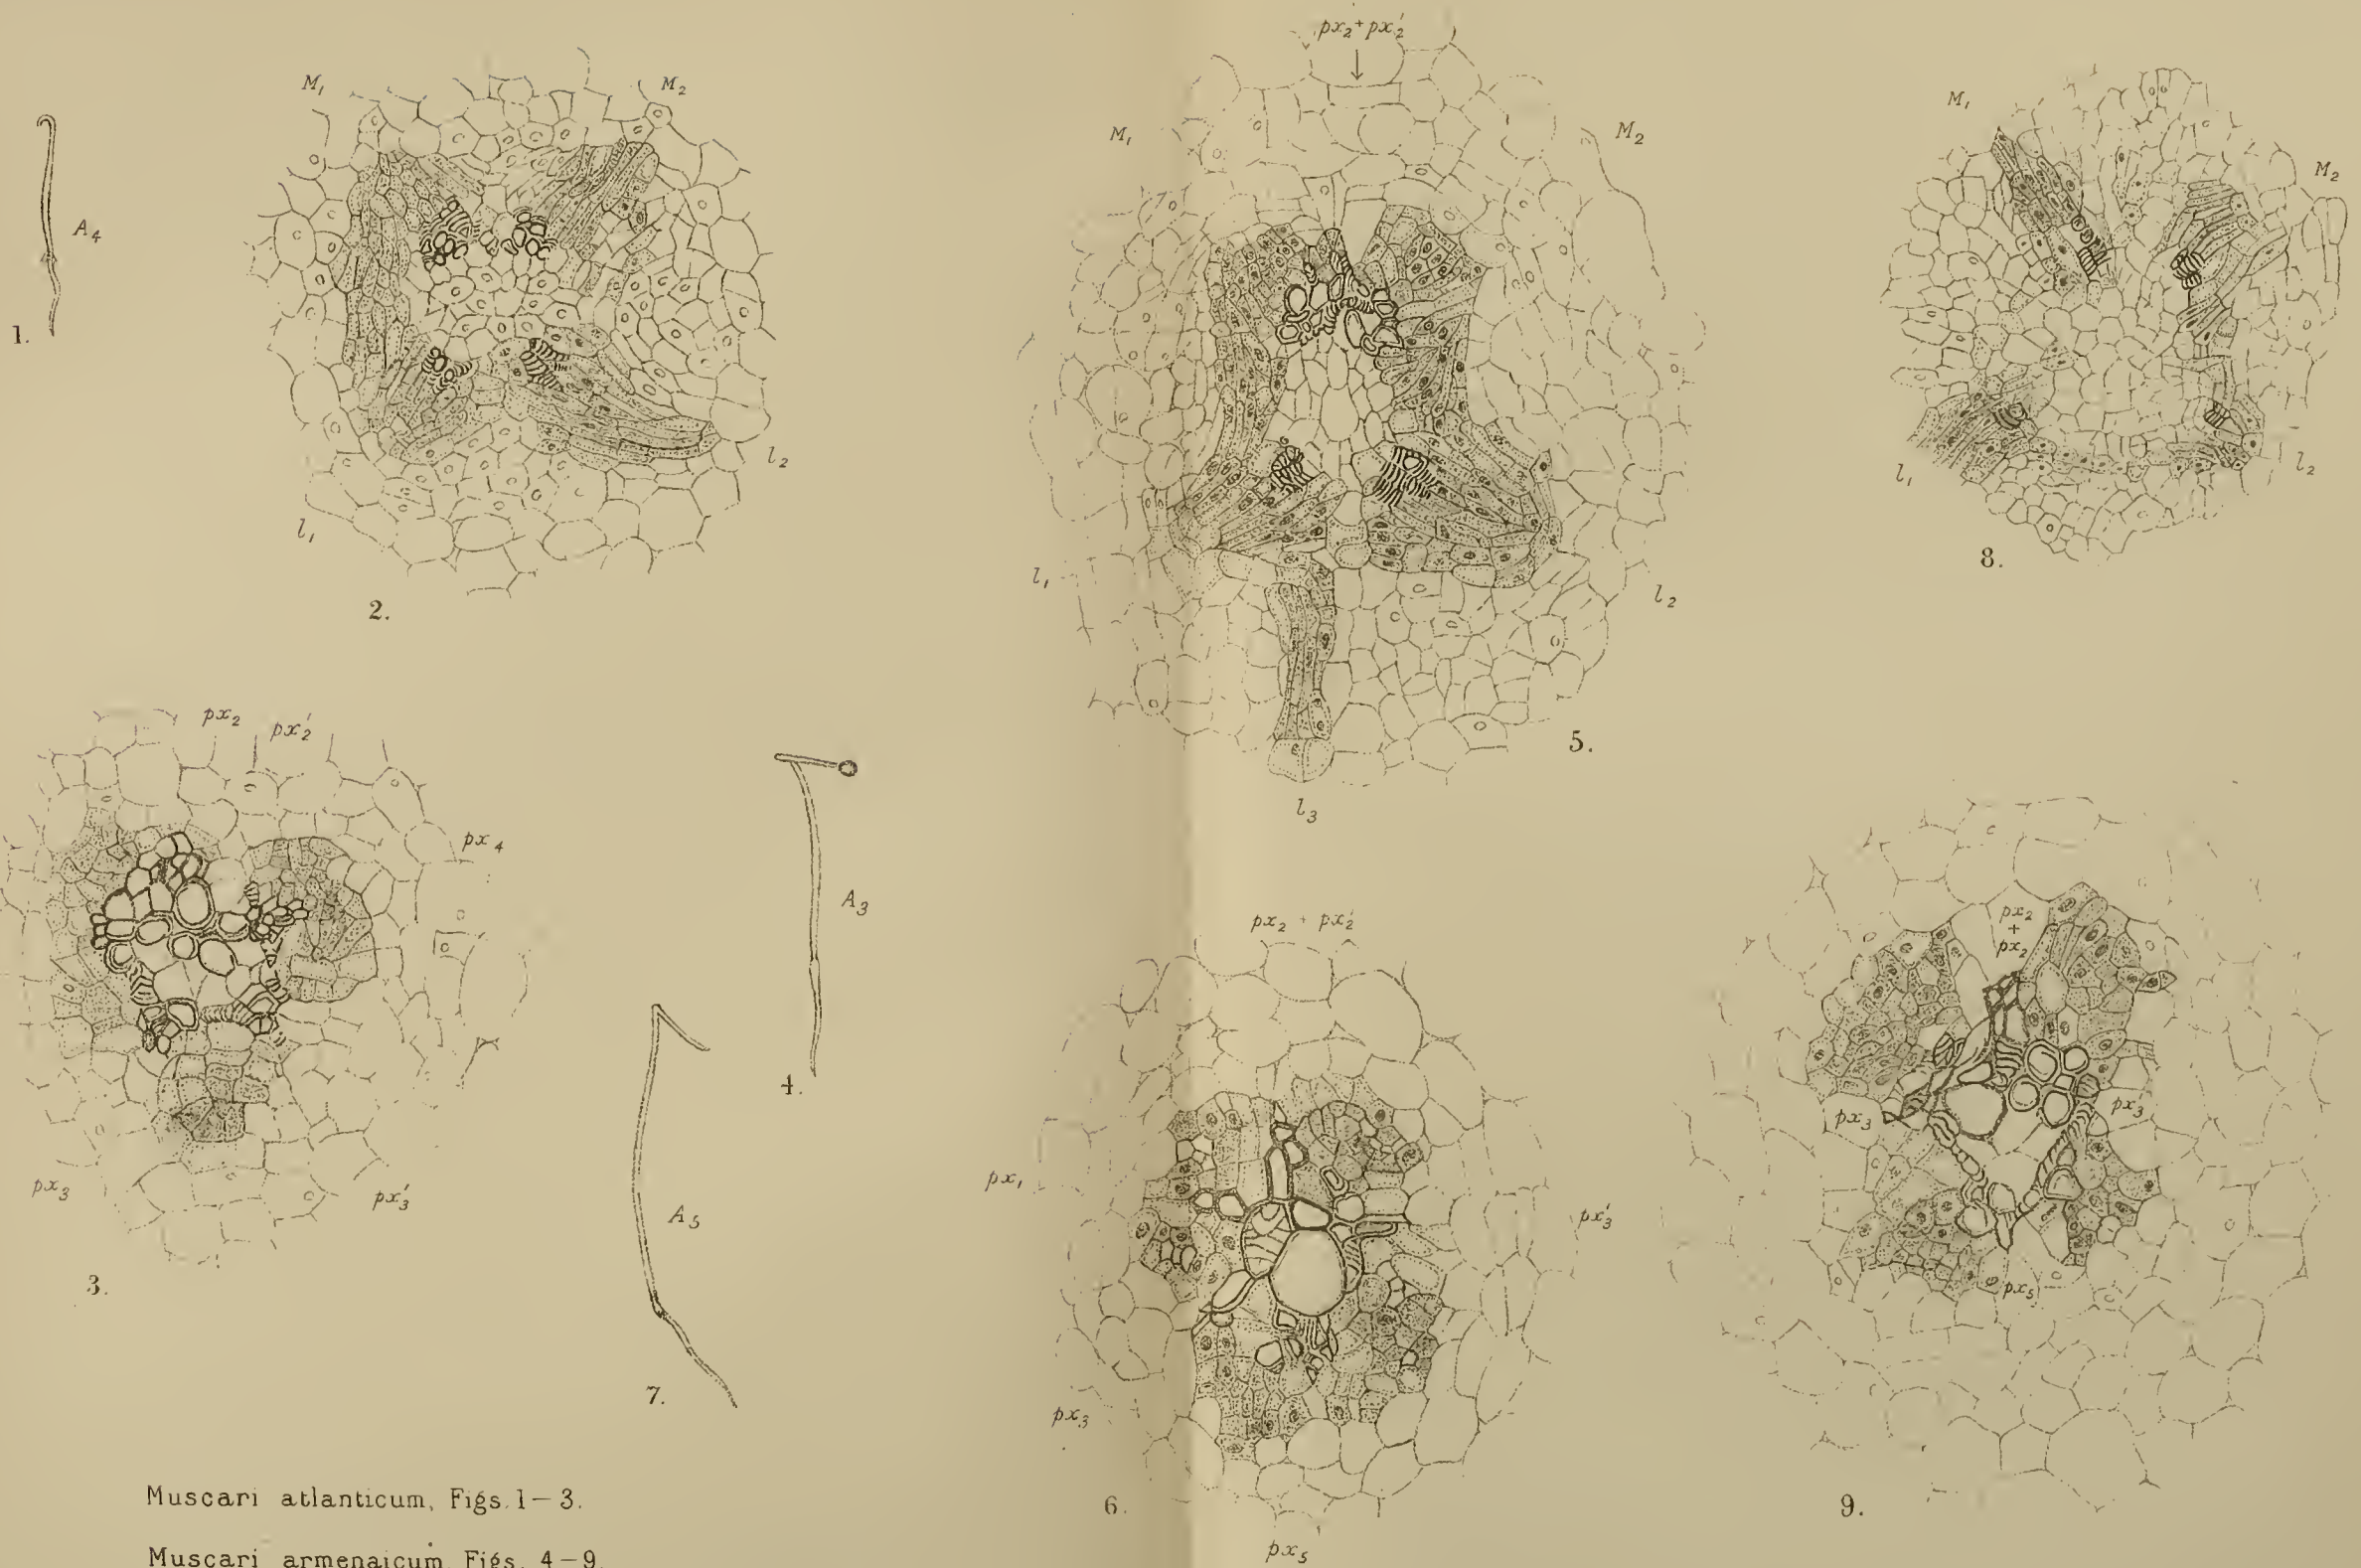 M₁
M₂
A₄
1.
l₂
l₁
2.
px₂ + px₂′
M₁
M₂
l₁
l₂
5.
l₃
M₁
M₂
l₁
l₂
8.
px₂
px₂′
px₄
px₃
px₃′
3.
A₃
4.
A₅
7.
px₂ + px₂′
px₁
px₃′
px₃
6.
px₅
px₂
+
px₂
px₃
px₃′
px₅
9.
Muscari atlanticum, Figs. 1–3.
Muscari armenaicum, Figs. 4–9.